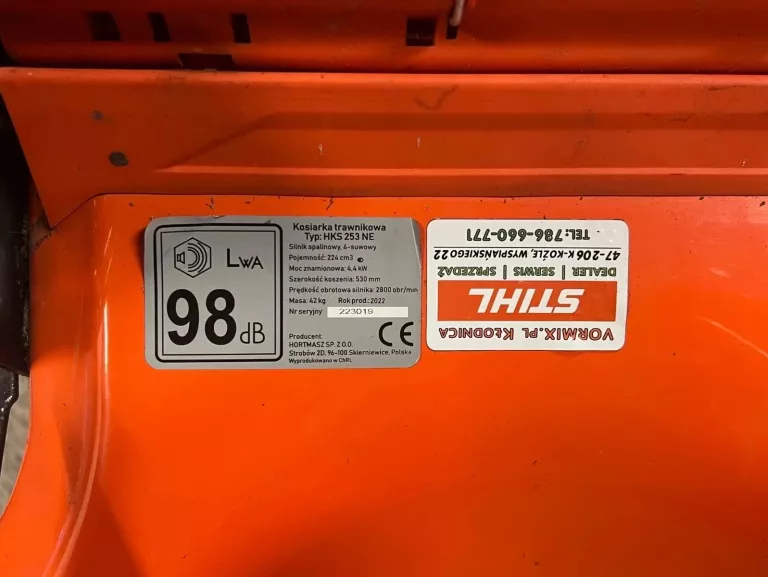 LWA
98 dB
Kosiarka trawnikowa
Typ: HKS 253 NE
Silnik spalinowy, 4-suwowy
Pojemność: 224 cm3
Moc znamionowa: 4,4 kW
Szerokość koszenia: 530 mm
Prędkość obrotowa silnika: 2800 obr/min
Masa: 42 kg Rok prod.: 2022
Nr seryjny 223019
Producent
HORTMASZ SP. Z O.O.
Strobów 2D, 96-100 Skierniewice, Polska
Wyprodukowano w ChRL
CE
VORMIX.PL KŁODNICA
STIHL
DEALER | SERWIS | SPRZEDAŻ
47-206 K-KOŹLE, WYSPIAŃSKIEGO 22
TEL.: 786-660-771